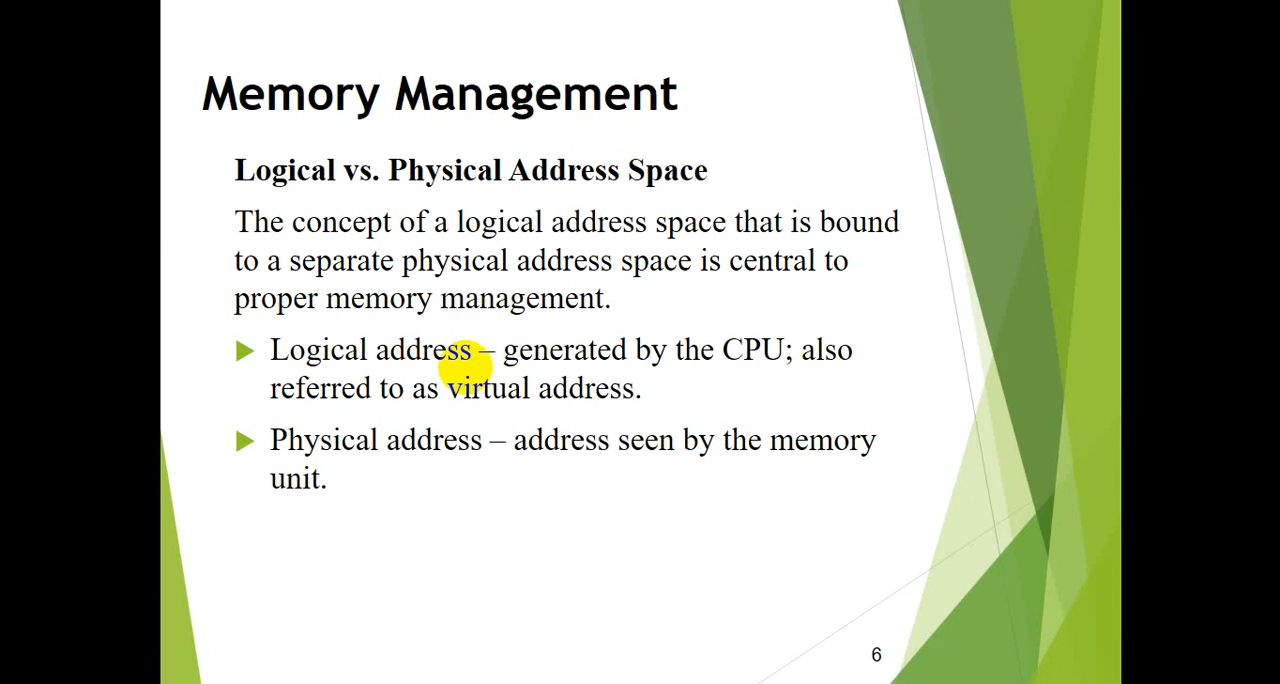 Memory Management
Logical vs. Physical Address Space
The concept of a logical address space that is bound
to a separate physical address space is central to
proper memory management.
Logical address – generated by the CPU; also
referred to as virtual address.
Physical address – address seen by the memory
unit.
6